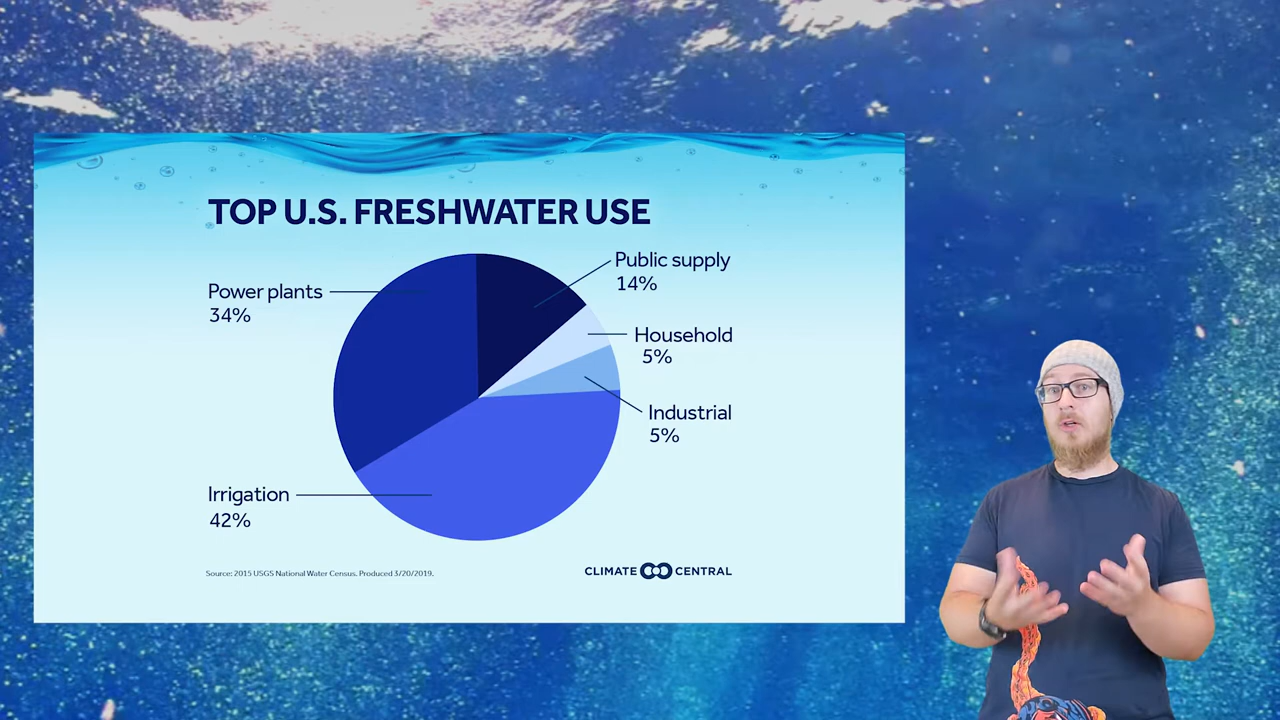 TOP U.S. FRESHWATER USE
Public supply
14%
Power plants
34%
Household
5%
Industrial
5%
Irrigation
42%
Source: 2015 USGS National Water Census. Produced 3/20/2019.
CLIMATE CENTRAL